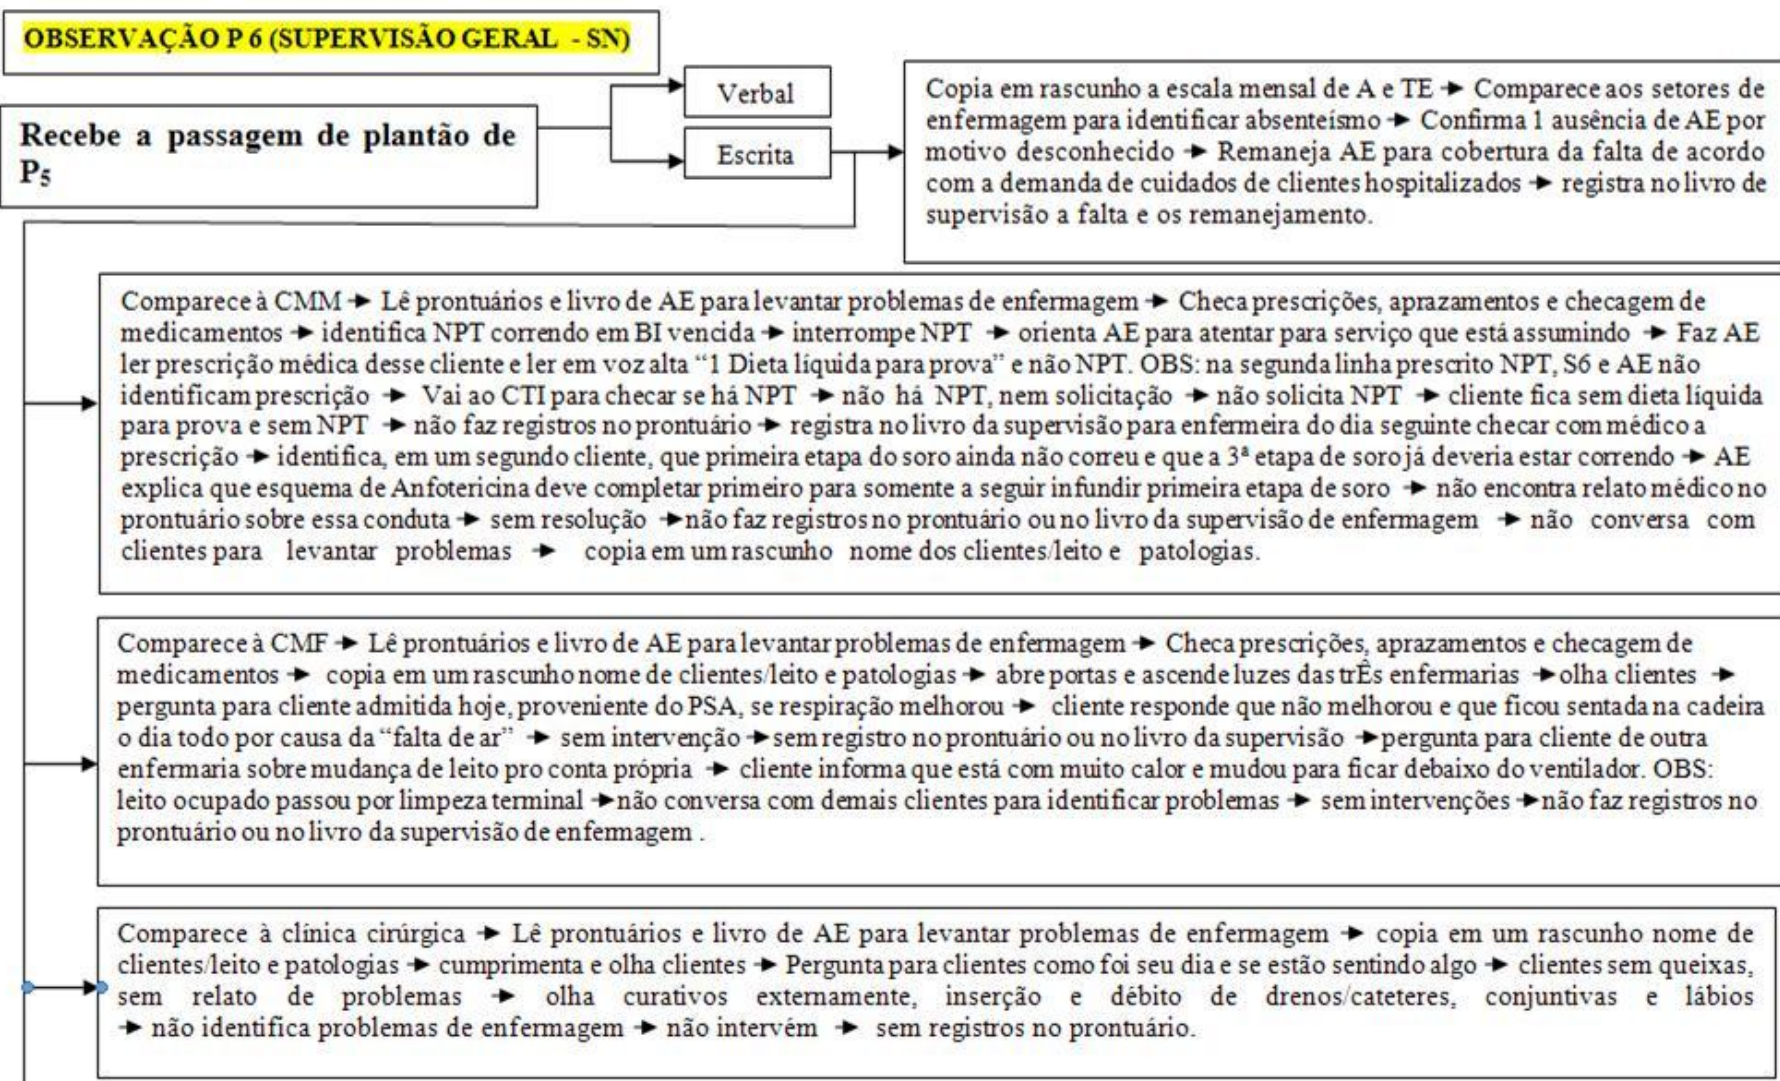 OBSERVAÇÃO P 6 (SUPERVISÃO GERAL - SN)
Recebe a passagem de plantão de
P5
Verbal
Escrita
Copia em rascunho a escala mensal de A e TE → Comparece aos setores de
enfermagem para identificar absenteísmo → Confirma 1 ausência de AE por
motivo desconhecido → Remaneja AE para cobertura da falta de acordo
com a demanda de cuidados de clientes hospitalizados → registra no livro de
supervisão a falta e os remanejamento.
Comparece à CMM → Lê prontuários e livro de AE para levantar problemas de enfermagem → Checa prescrições, aprazamentos e checagem de
medicamentos → identifica NPT correndo em BI vencida → interrompe NPT → orienta AE para atentar para serviço que está assumindo → Faz AE
ler prescrição médica desse cliente e ler em voz alta “1 Dieta líquida para prova” e não NPT. OBS: na segunda linha prescrito NPT, S6 e AE não
identificam prescrição → Vai ao CTI para checar se há NPT → não há NPT, nem solicitação → não solicita NPT → cliente fica sem dieta líquida
para prova e sem NPT → não faz registros no prontuário → registra no livro da supervisão para enfermeira do dia seguinte checar com médico a
prescrição → identifica, em um segundo cliente, que primeira etapa do soro ainda não correu e que a 3ª etapa de soro já deveria estar correndo → AE
explica que esquema de Anfotericina deve completar primeiro para somente a seguir infundir primeira etapa de soro → não encontra relato médico no
prontuário sobre essa conduta → sem resolução → não faz registros no prontuário ou no livro da supervisão de enfermagem → não conversa com
clientes para levantar problemas → copia em um rascunho nome dos clientes/leito e patologias.
Comparece à CMF → Lê prontuários e livro de AE para levantar problemas de enfermagem → Checa prescrições, aprazamentos e checagem de
medicamentos → copia em um rascunho nome de clientes/leito e patologias → abre portas e ascende luzes das trÊs enfermarias → olha clientes →
pergunta para cliente admitida hoje, proveniente do PSA, se respiração melhorou → cliente responde que não melhorou e que ficou sentada na cadeira
o dia todo por causa da “falta de ar” → sem intervenção → sem registro no prontuário ou no livro da supervisão → pergunta para cliente de outra
enfermaria sobre mudança de leito pro conta própria → cliente informa que está com muito calor e mudou para ficar debaixo do ventilador. OBS:
leito ocupado passou por limpeza terminal → não conversa com demais clientes para identificar problemas → sem intervenções → não faz registros no
prontuário ou no livro da supervisão de enfermagem .
Comparece à clínica cirúrgica → Lê prontuários e livro de AE para levantar problemas de enfermagem → copia em um rascunho nome de
clientes/leito e patologias → cumprimenta e olha clientes → Pergunta para clientes como foi seu dia e se estão sentindo algo → clientes sem queixas,
sem relato de problemas → olha curativos externamente, inserção e débito de drenos/cateteres, conjuntivas e lábios
→ não identifica problemas de enfermagem → não intervém → sem registros no prontuário.